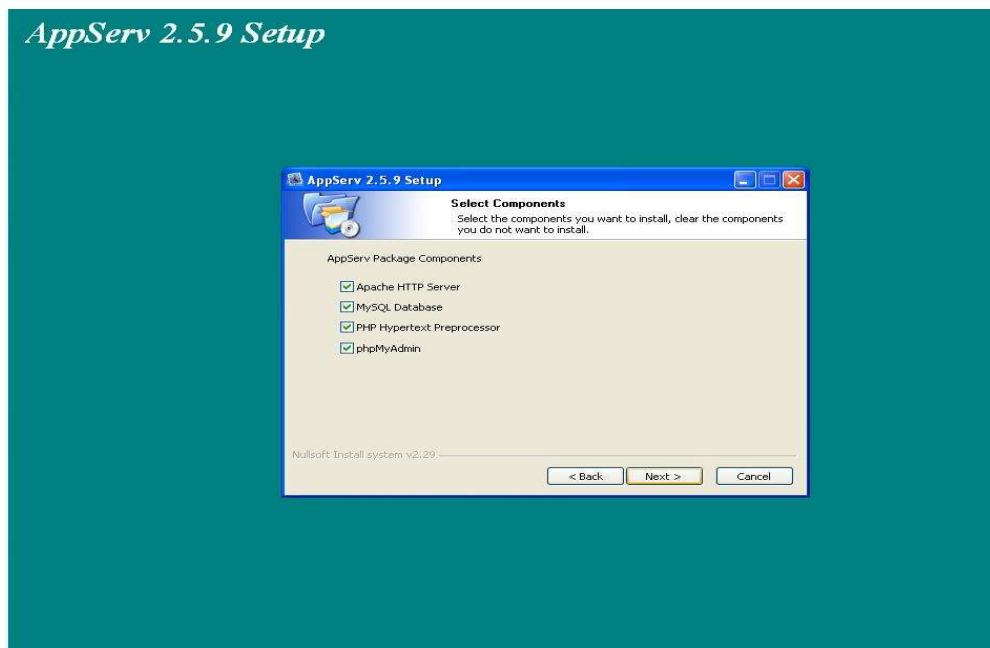 AppServ 2.5.9 Setup
AppServ 2.5.9 Setup
Select Components
Select the components you want to install, clear the components
you do not want to install.
AppServ Package Components
Apache HTTP Server
MySQL Database
PHP Hypertext Preprocessor
phpMyAdmin
Nullsoft Install system v2.29
< Back
Next >
Cancel